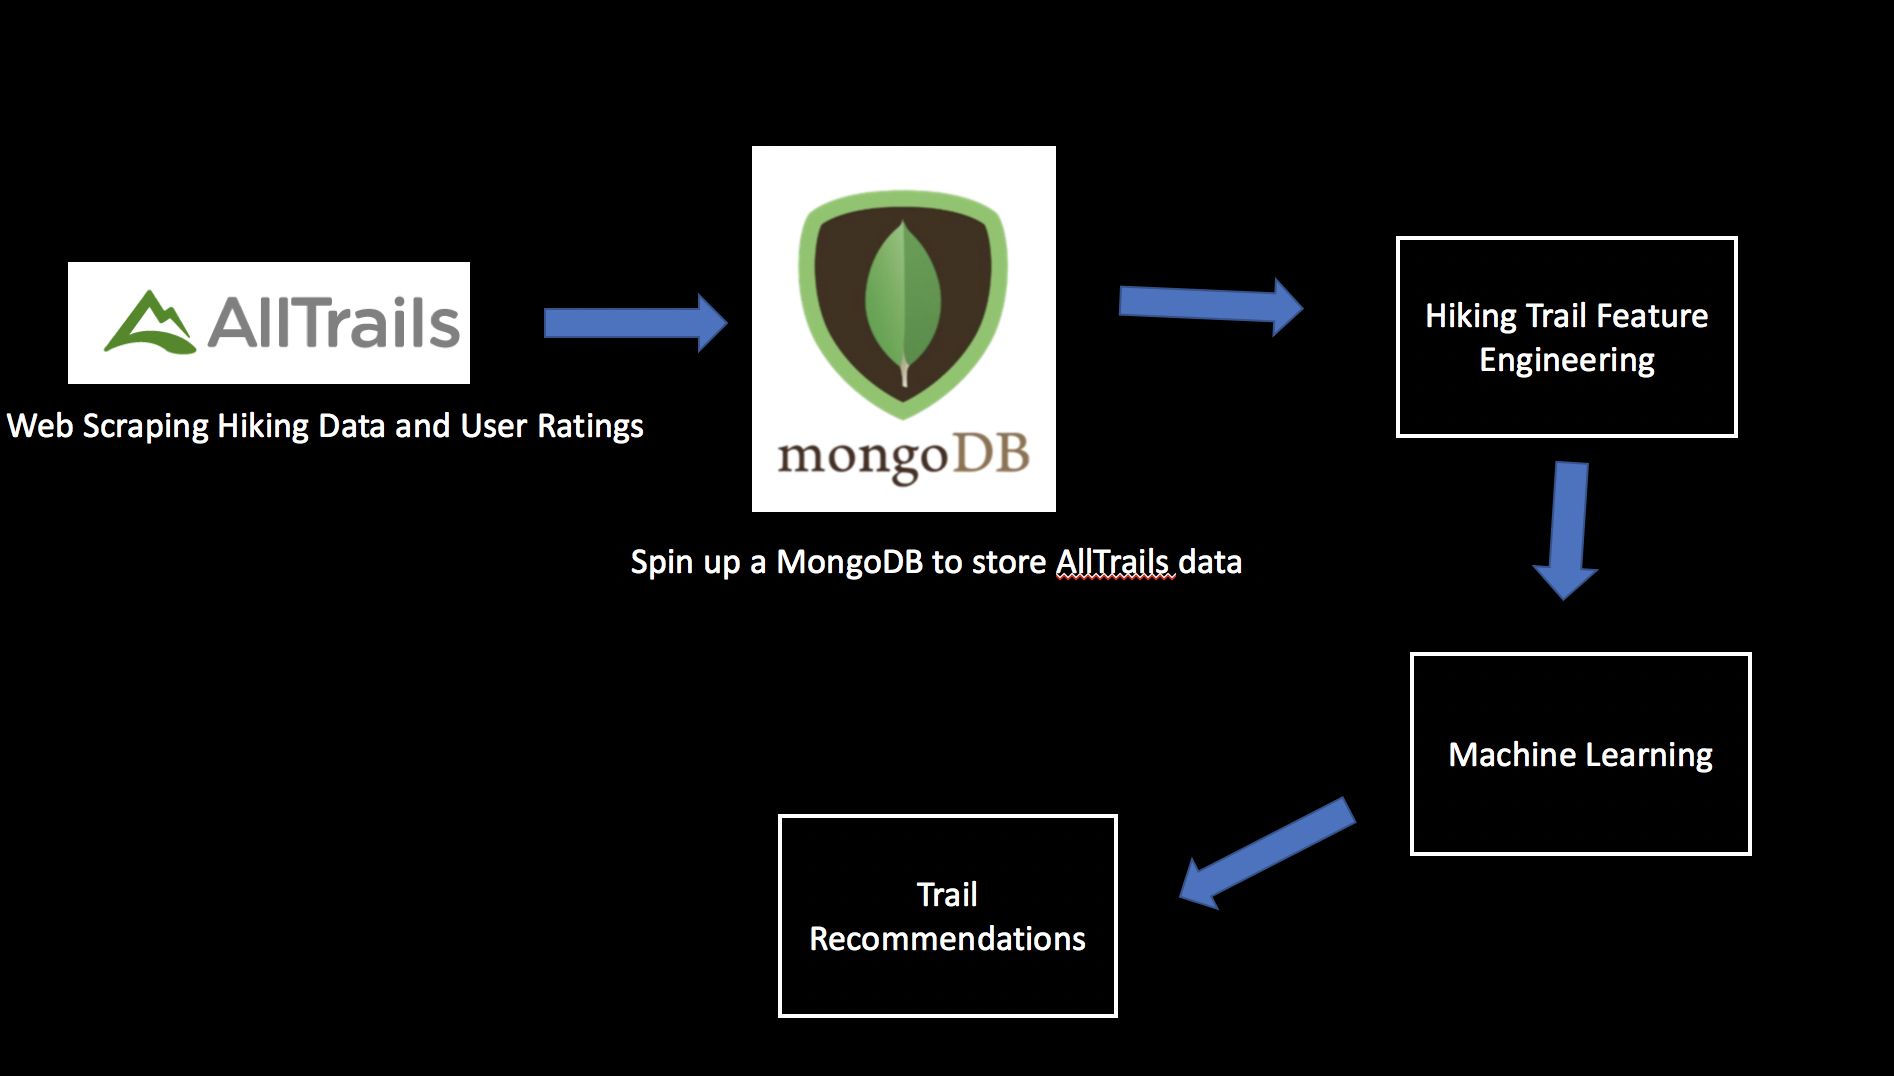 AllTrails
Web Scraping Hiking Data and User Ratings
mongoDB
Spin up a MongoDB to store AllTrails data
Hiking Trail Feature
Engineering
Machine Learning
Trail
Recommendations